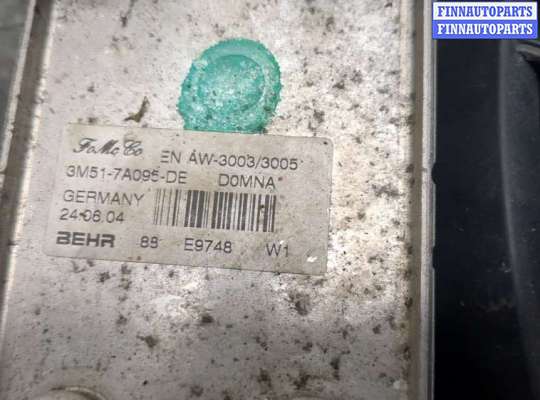 FINNAUTOPARTS
FINNAUTOPARTS
FoMoCo EN AW-3003/3005
3M51-7A095-DE D0MNA*
GERMANY
24.06.04
BEHR 88 E9748 W1